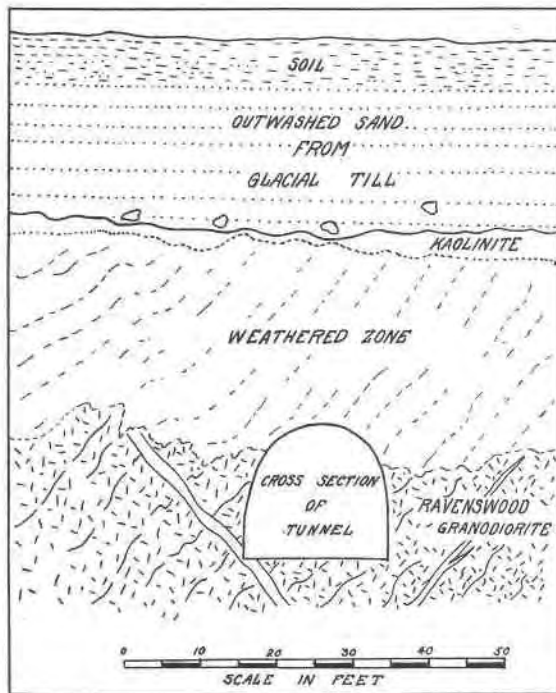 SOIL
OUTWASHED SAND
FROM
GLACIAL TILL
KAOLINITE
WEATHERED ZONE
CROSS SECTION
OF
TUNNEL
RAVENSWOOD
GRANODIORITE
0 10 20 30 40 50
SCALE IN FEET